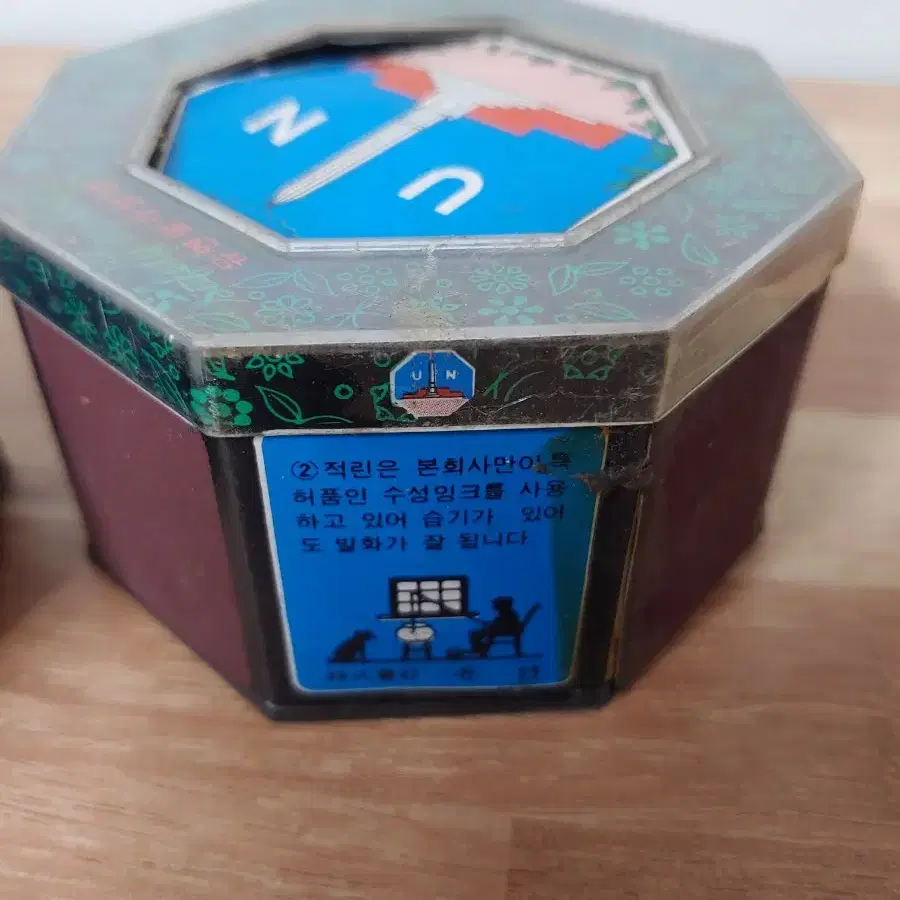 UN
U N
②적린은 본회사만이 특
허품인 수성잉크를 사용
하고 있어 습기가 있어
도 발화가 잘 됩니다